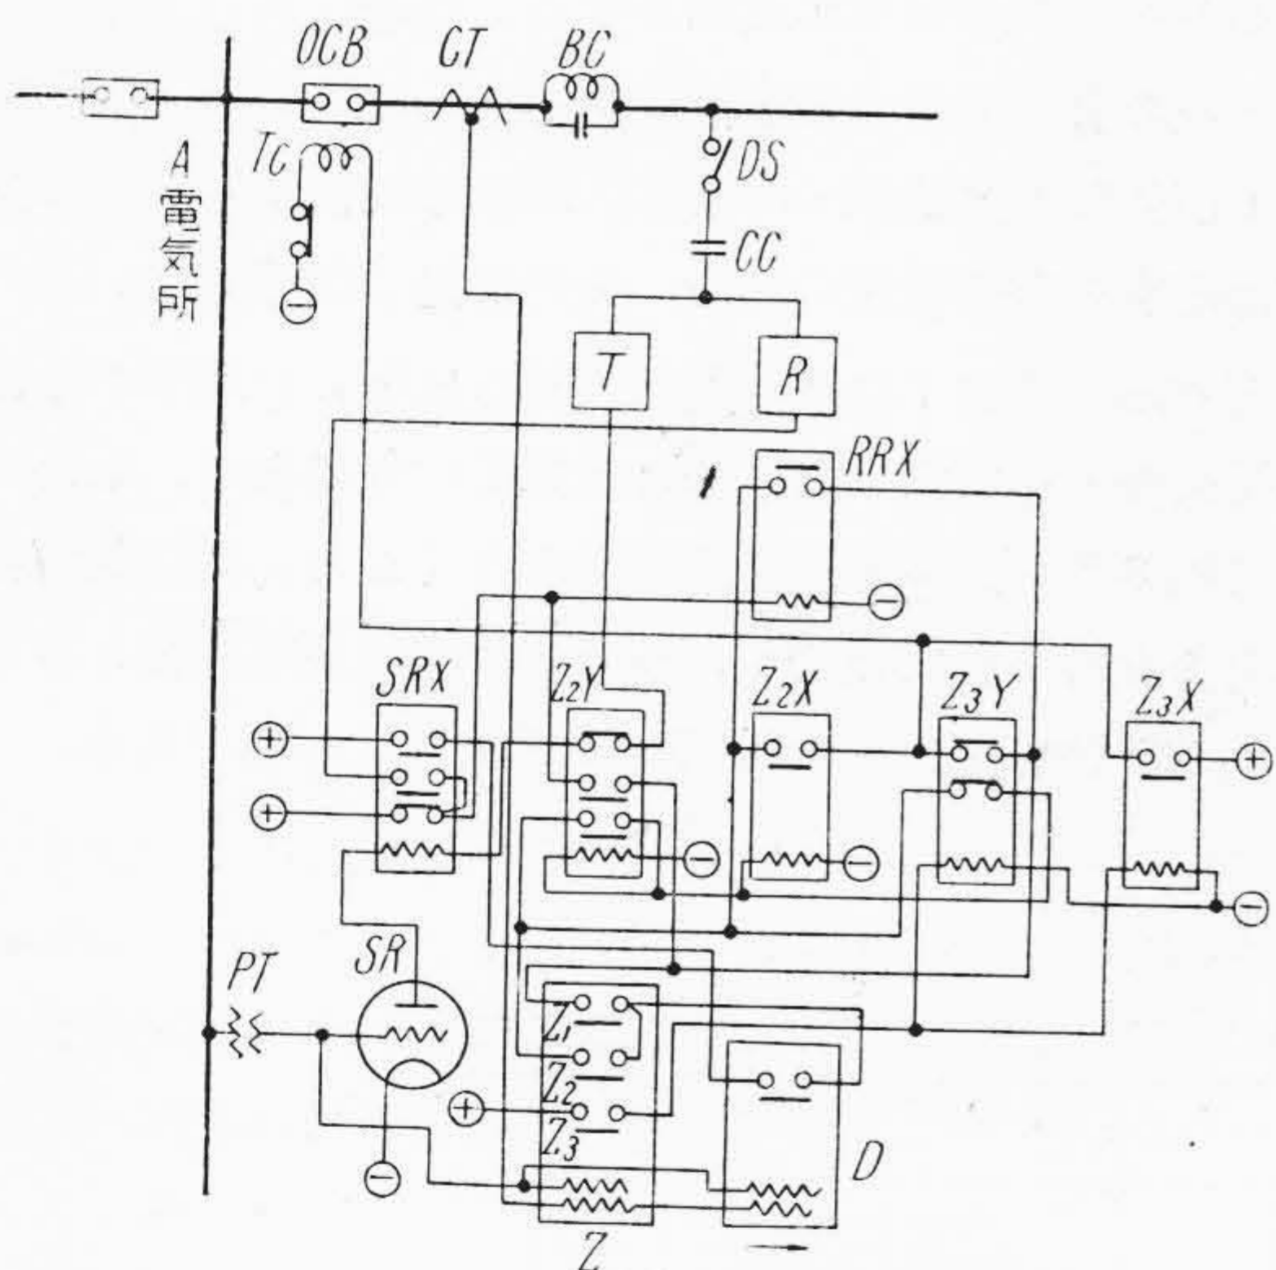 OCB
CT
BC
Tc
A電気所
DS
CC
T
R
RRX
SRX
Z₂Y
Z₂X
Z₃Y
Z₃X
+
+
+
+
−
−
−
−
−
−
PT
SR
Z₁
Z₂
Z₃
D
Z